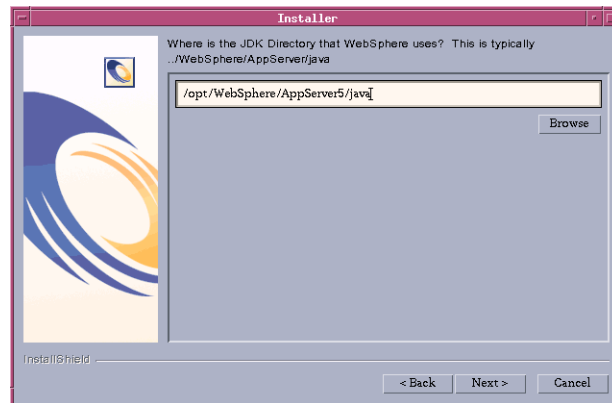 Installer
Where is the JDK Directory that WebSphere uses? This is typically
../WebSphere/AppServer/java
/opt/WebSphere/AppServer5/java
Browse
InstallShield
< Back
Next >
Cancel